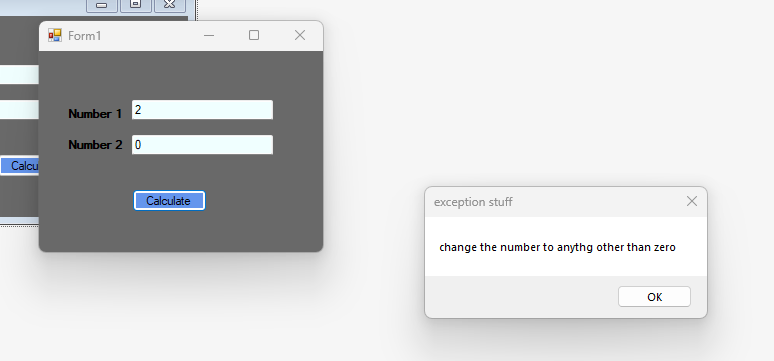 Form1
Number 1
2
Number 2
0
Calcu
Calculate
exception stuff
change the number to anythg other than zero
OK